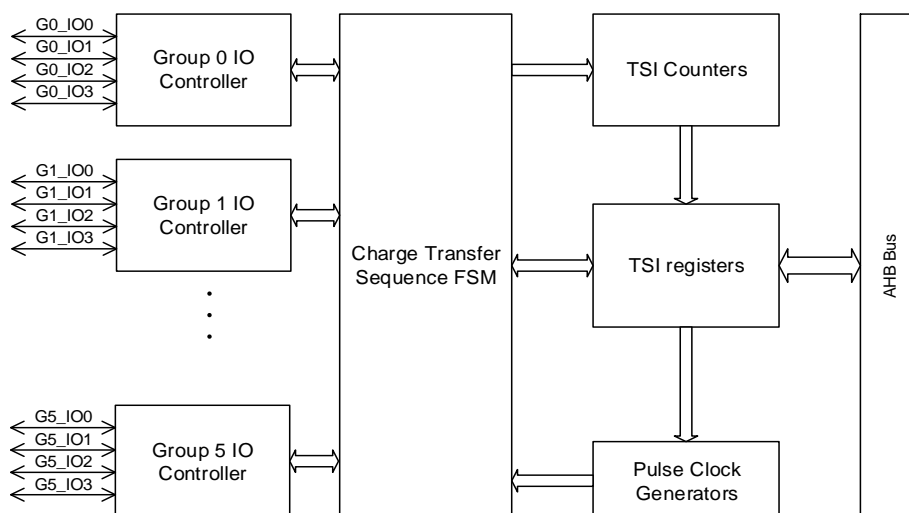 G0_IO0
G0_IO1
G0_IO2
G0_IO3
Group 0 IO
Controller
G1_IO0
G1_IO1
G1_IO2
G1_IO3
Group 1 IO
Controller
G5_IO0
G5_IO1
G5_IO2
G5_IO3
Group 5 IO
Controller
Charge Transfer
Sequence FSM
TSI Counters
TSI registers
Pulse Clock
Generators
AHB Bus